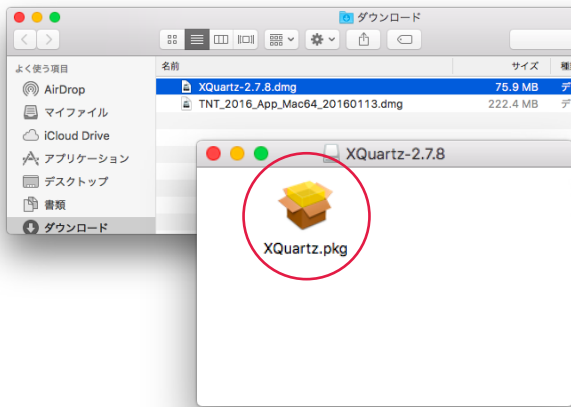 ダウンロード
よく使う項目
AirDrop
マイファイル
iCloud Drive
アプリケーション
デスクトップ
書類
ダウンロード
名前 サイズ 種
XQuartz-2.7.8.dmg 75.9 MB デ
TNT_2016_App_Mac64_20160113.dmg 222.4 MB デ
XQuartz-2.7.8
XQuartz.pkg